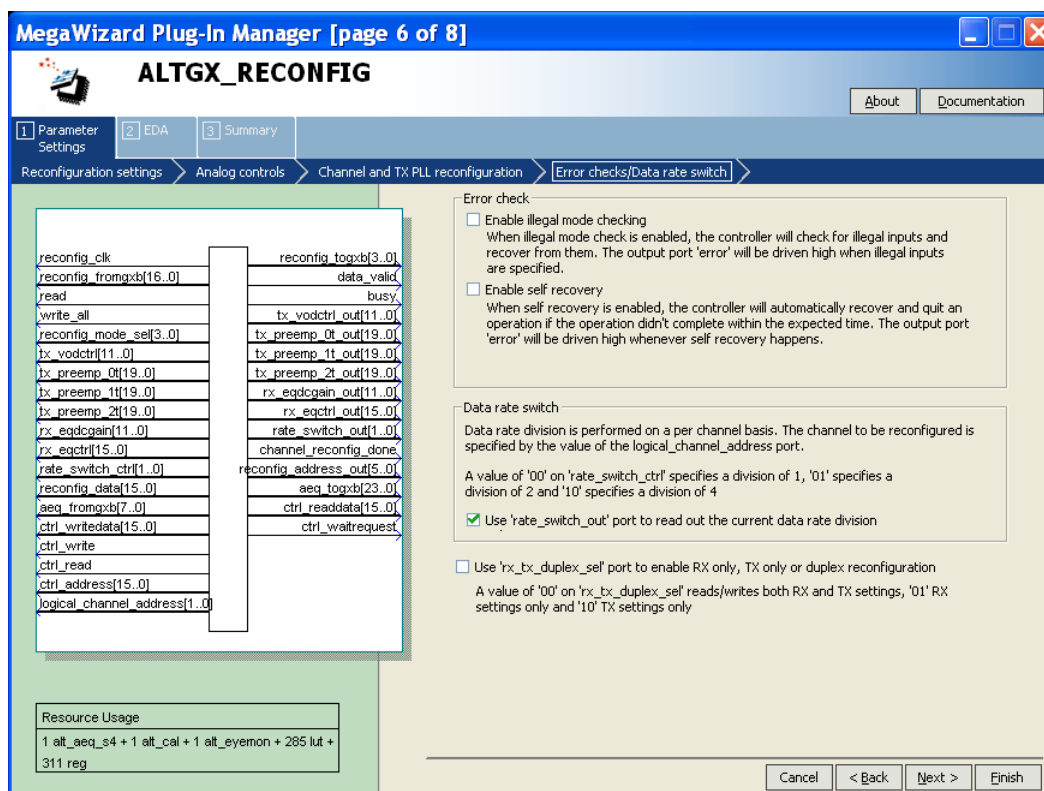 MegaWizard Plug-In Manager [page 6 of 8]
ALTGX_RECONFIG
About
Documentation
1 Parameter Settings
2 EDA
3 Summary
Reconfiguration settings
Analog controls
Channel and TX PLL reconfiguration
Error checks/Data rate switch
reconfig_clk
reconfig_fromgxb[16..0]
read
write_all
reconfig_mode_sel[3..0]
tx_vodctrl[11..0]
tx_preemp_0t[19..0]
tx_preemp_1t[19..0]
tx_preemp_2t[19..0]
rx_eqdcgain[11..0]
rx_eqctrl[15..0]
rate_switch_ctrl[1..0]
reconfig_data[15..0]
aeq_fromgxb[7..0]
ctrl_writedata[15..0]
ctrl_write
ctrl_read
ctrl_address[15..0]
logical_channel_address[1..0]
reconfig_togxb[3..0]
data_valid
busy
tx_vodctrl_out[11..0]
tx_preemp_0t_out[19..0]
tx_preemp_1t_out[19..0]
tx_preemp_2t_out[19..0]
rx_eqdcgain_out[11..0]
rx_eqctrl_out[15..0]
rate_switch_out[1..0]
channel_reconfig_done
reconfig_address_out[5..0]
aeq_togxb[23..0]
ctrl_readdata[15..0]
ctrl_waitrequest
Resource Usage
1 alt_aeq_s4 + 1 alt_cal + 1 alt_eyemon + 285 lut +
311 reg
Error check
Enable illegal mode checking
When illegal mode check is enabled, the controller will check for illegal inputs and
recover from them. The output port 'error' will be driven high when illegal inputs
are specified.
Enable self recovery
When self recovery is enabled, the controller will automatically recover and quit an
operation if the operation didn't complete within the expected time. The output port
'error' will be driven high whenever self recovery happens.
Data rate switch
Data rate division is performed on a per channel basis. The channel to be reconfigured is
specified by the value of the logical_channel_address port.
A value of '00' on 'rate_switch_ctrl' specifies a division of 1, '01' specifies a
division of 2 and '10' specifies a division of 4
Use 'rate_switch_out' port to read out the current data rate division
Use 'rx_tx_duplex_sel' port to enable RX only, TX only or duplex reconfiguration
A value of '00' on 'rx_tx_duplex_sel' reads/writes both RX and TX settings, '01' RX
settings only and '10' TX settings only
Cancel
< Back
Next >
Finish